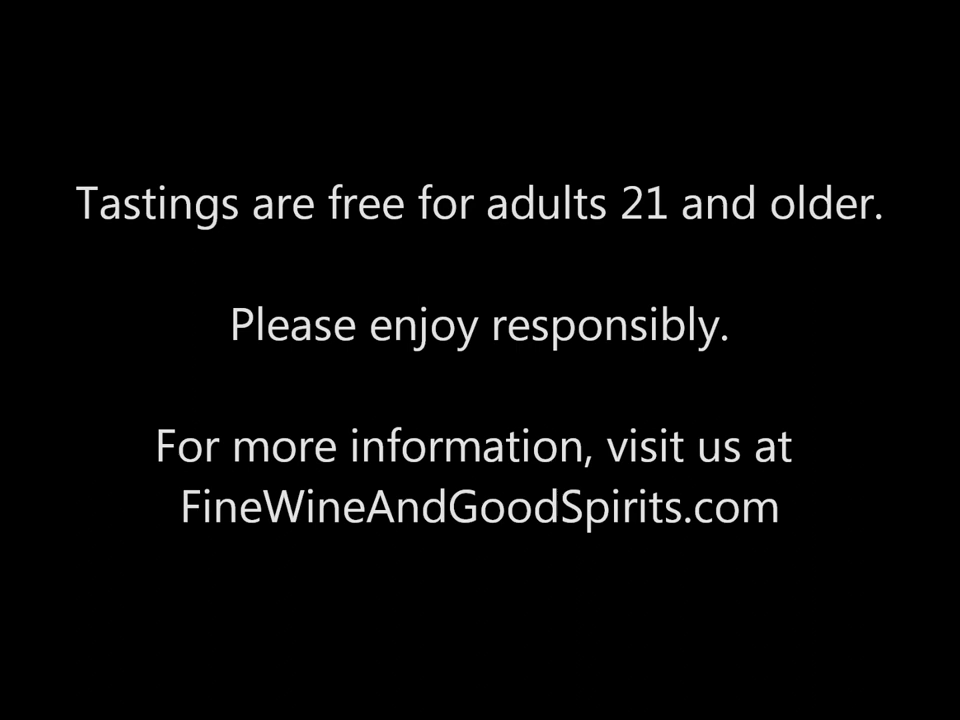 Tastings are free for adults 21 and older.
Please enjoy responsibly.
For more information, visit us at
FineWineAndGoodSpirits.com